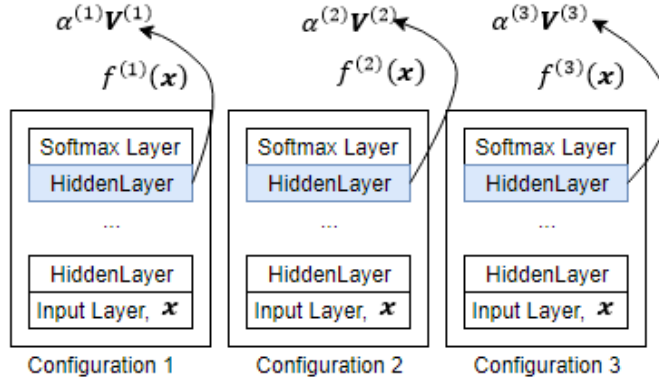 α⁽¹⁾V⁽¹⁾ α⁽²⁾V⁽²⁾ α⁽³⁾V⁽³⁾
f⁽¹⁾(x) f⁽²⁾(x) f⁽³⁾(x)
Softmax Layer Softmax Layer Softmax Layer
HiddenLayer HiddenLayer HiddenLayer
... ... ...
HiddenLayer HiddenLayer HiddenLayer
Input Layer, x Input Layer, x Input Layer, x
Configuration 1 Configuration 2 Configuration 3